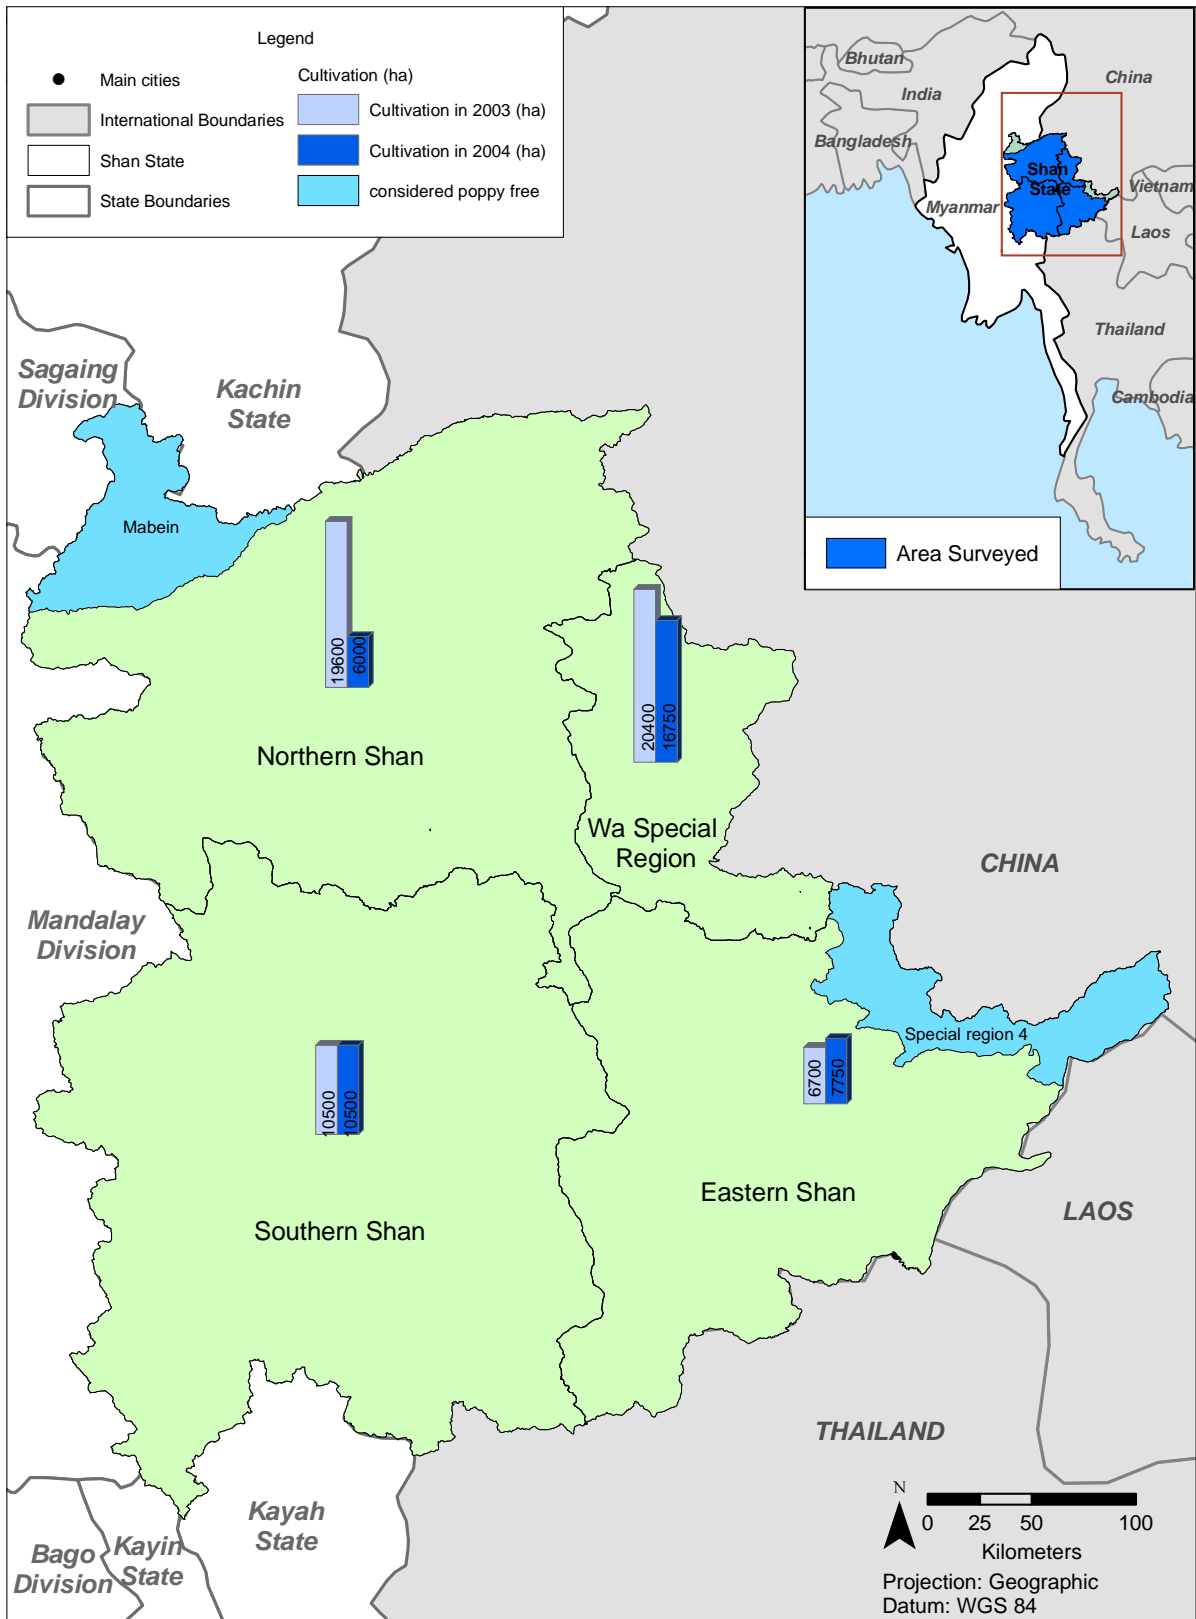 Legend
Main cities
International Boundaries
Shan State
State Boundaries
Cultivation (ha)
Cultivation in 2003 (ha)
Cultivation in 2004 (ha)
considered poppy free
Bhutan
China
India
Bangladesh
Shan
State
Vietnam
Myanmar
Laos
Thailand
Cambodia
Area Surveyed
Sagaing
Division
Kachin
State
Mabein
19600
6000
20400
16750
Northern Shan
Wa Special
Region
CHINA
Mandalay
Division
Special region 4
10500
10500
6700
7750
Eastern Shan
Southern Shan
LAOS
THAILAND
Kayah
State
Kayin
State
Bago
Division
N
0 25 50 100
Kilometers
Projection: Geographic
Datum: WGS 84